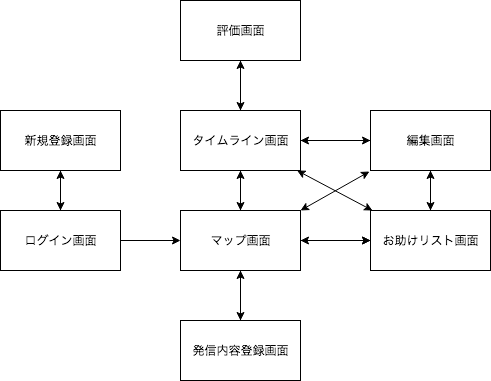 評価画面
新規登録画面
タイムライン画面
編集画面
ログイン画面
マップ画面
お助けリスト画面
発信内容登録画面